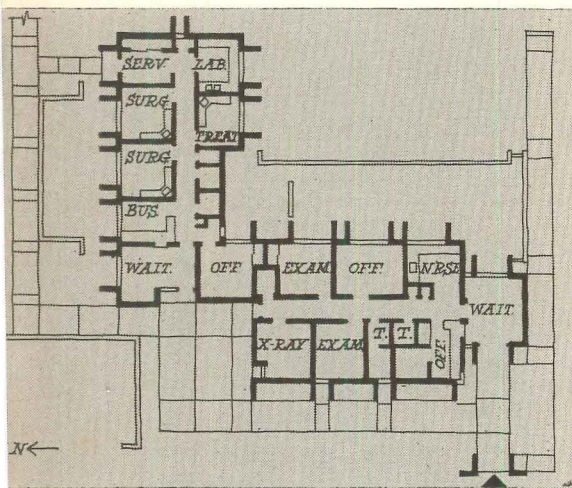 SERV.
LAB.
SURG.
TREAT.
SURG.
BUS.
WAIT.
OFF.
EXAM.
OFF.
NRSE.
WAIT.
X-RAY
EXAM.
T.
T.
OFF.
N